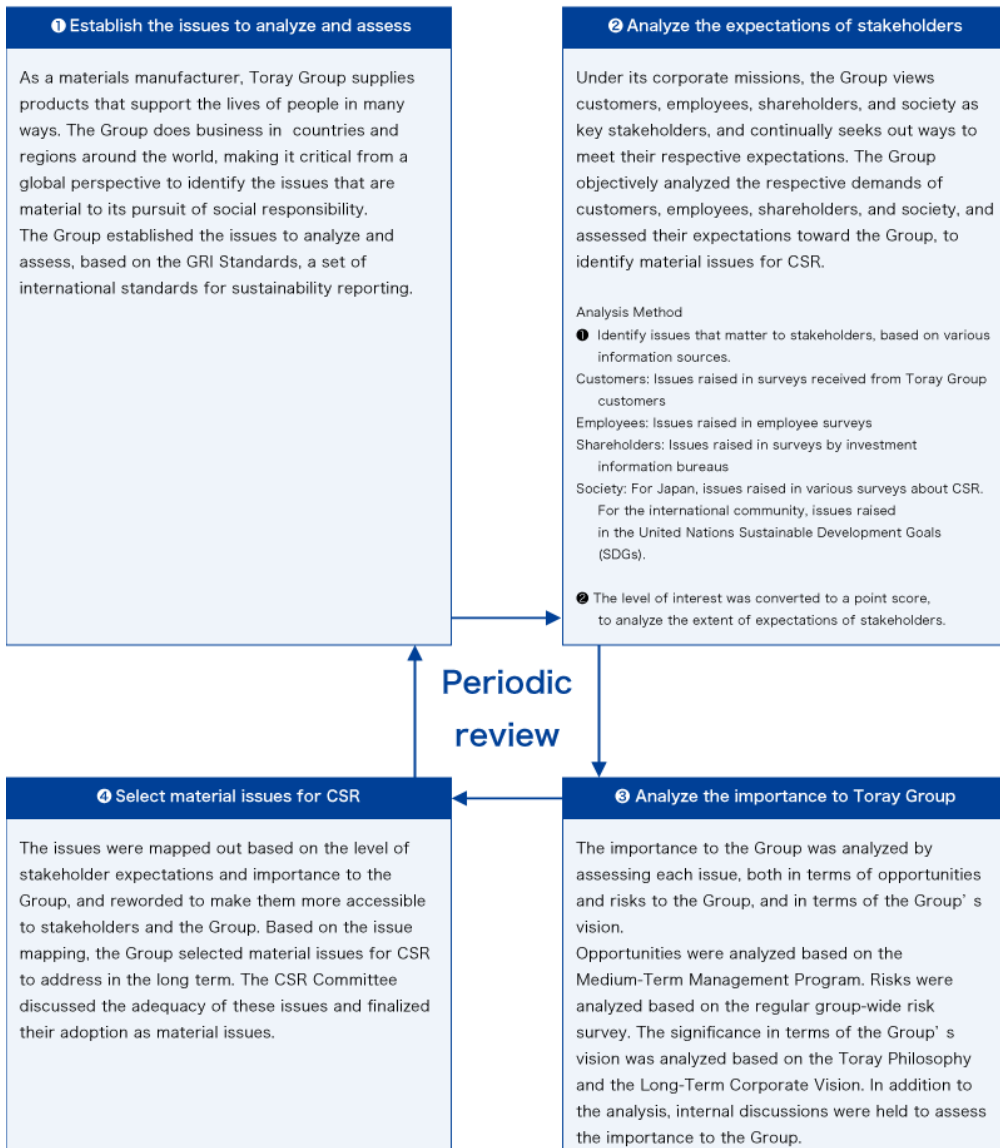 ❶ Establish the issues to analyze and assess
As a materials manufacturer, Toray Group supplies
products that support the lives of people in many
ways. The Group does business in countries and
regions around the world, making it critical from a
global perspective to identify the issues that are
material to its pursuit of social responsibility.
The Group established the issues to analyze and
assess, based on the GRI Standards, a set of
international standards for sustainability reporting.
❷ Analyze the expectations of stakeholders
Under its corporate missions, the Group views
customers, employees, shareholders, and society as
key stakeholders, and continually seeks out ways to
meet their respective expectations. The Group
objectively analyzed the respective demands of
customers, employees, shareholders, and society, and
assessed their expectations toward the Group, to
identify material issues for CSR.
Analysis Method
❶ Identify issues that matter to stakeholders, based on various
information sources.
Customers: Issues raised in surveys received from Toray Group
customers
Employees: Issues raised in employee surveys
Shareholders: Issues raised in surveys by investment
information bureaus
Society: For Japan, issues raised in various surveys about CSR.
For the international community, issues raised
in the United Nations Sustainable Development Goals
(SDGs).
❷ The level of interest was converted to a point score,
to analyze the extent of expectations of stakeholders.
Periodic
review
❸ Analyze the importance to Toray Group
The importance to the Group was analyzed by
assessing each issue, both in terms of opportunities
and risks to the Group, and in terms of the Group’ s
vision.
Opportunities were analyzed based on the
Medium-Term Management Program. Risks were
analyzed based on the regular group-wide risk
survey. The significance in terms of the Group’ s
vision was analyzed based on the Toray Philosophy
and the Long-Term Corporate Vision. In addition to
the analysis, internal discussions were held to assess
the importance to the Group.
❹ Select material issues for CSR
The issues were mapped out based on the level of
stakeholder expectations and importance to the
Group, and reworded to make them more accessible
to stakeholders and the Group. Based on the issue
mapping, the Group selected material issues for CSR
to address in the long term. The CSR Committee
discussed the adequacy of these issues and finalized
their adoption as material issues.